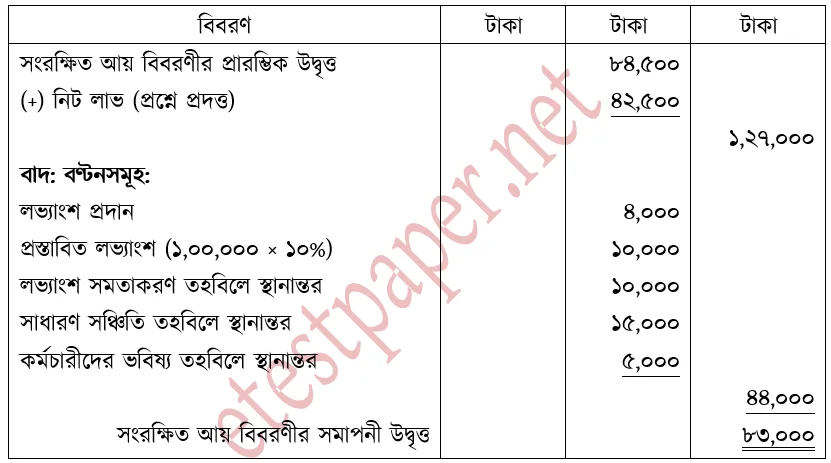 বিবরণ টাকা টাকা টাকা
সংরক্ষিত আয় বিবরণীর প্রারম্ভিক উদ্বৃত্ত ৮৪,৫০০
(+) নিট লাভ (প্রশ্নে প্রদত্ত) ৪২,৫০০
১,২৭,০০০
বাদ: বণ্টনসমূহ:
লভ্যাংশ প্রদান ৪,০০০
প্রস্তাবিত লভ্যাংশ (১,০০,০০০ × ১০%) ১০,০০০
লভ্যাংশ সমতাকরণ তহবিলে স্থানান্তর ১০,০০০
সাধারণ সঞ্চিতি তহবিলে স্থানান্তর ১৫,০০০
কর্মচারীদের ভবিষ্য তহবিলে স্থানান্তর ৫,০০০
৪৪,০০০
সংরক্ষিত আয় বিবরণীর সমাপনী উদ্বৃত্ত ৮৩,০০০
etestpaper.net